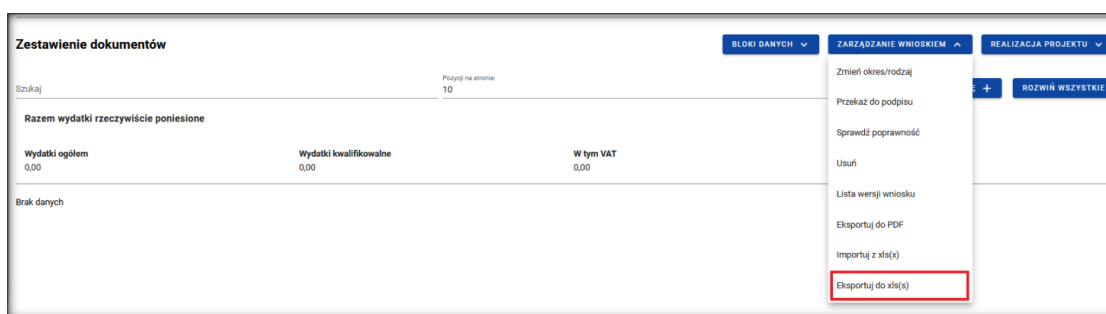 Zestawienie dokumentów
BLOKI DANYCH
ZARZĄDZANIE WNIOSKIEM
REALIZACJA PROJEKTU
Zmień okres/rodzaj
Szukaj
Pozycji na stronie:
10
ROZWIŃ WSZYSTKIE
Przekaż do podpisu
Razem wydatki rzeczywiście poniesione
Sprawdź poprawność
Wydatki ogółem
Wydatki kwalifikowalne
W tym VAT
0,00
0,00
0,00
Usuń
Lista wersji wniosku
Brak danych
Eksportuj do PDF
Importuj z xls(x)
Eksportuj do xls(s)